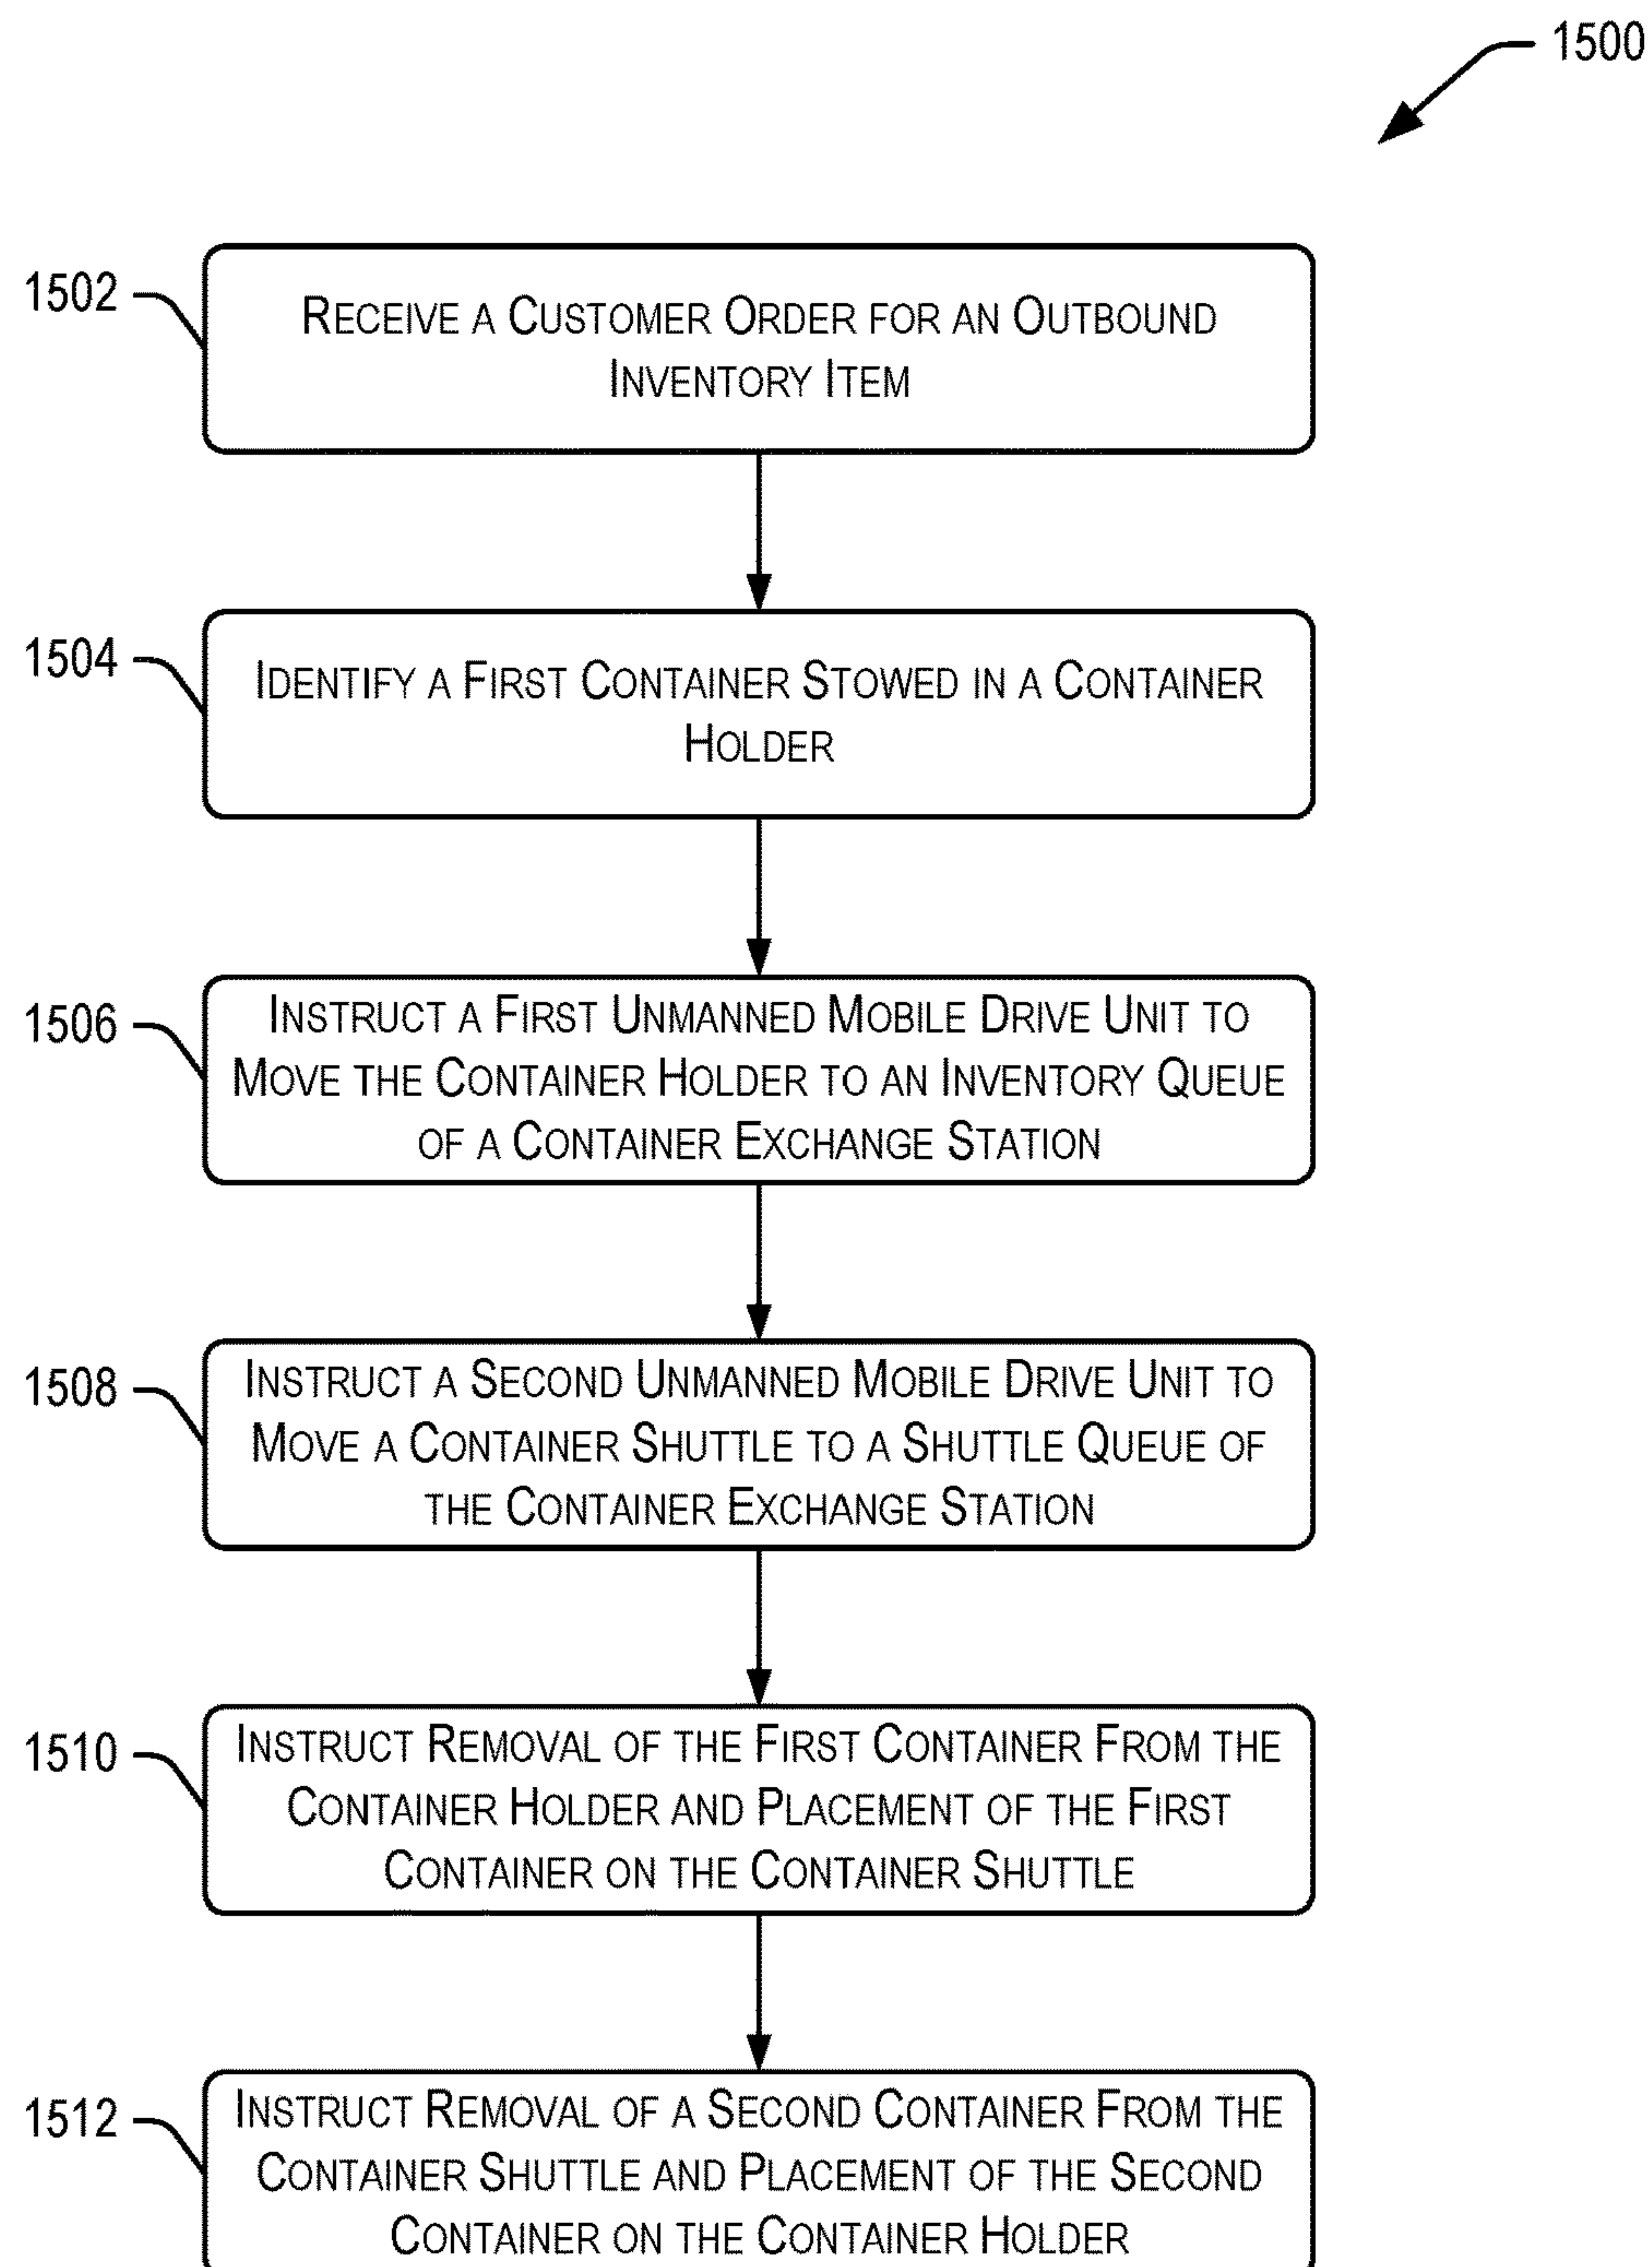 1500
1502
RECEIVE A CUSTOMER ORDER FOR AN OUTBOUND
INVENTORY ITEM
1504
IDENTIFY A FIRST CONTAINER STOWED IN A CONTAINER
HOLDER
1506
INSTRUCT A FIRST UNMANNED MOBILE DRIVE UNIT TO
MOVE THE CONTAINER HOLDER TO AN INVENTORY QUEUE
OF A CONTAINER EXCHANGE STATION
1508
INSTRUCT A SECOND UNMANNED MOBILE DRIVE UNIT TO
MOVE A CONTAINER SHUTTLE TO A SHUTTLE QUEUE OF
THE CONTAINER EXCHANGE STATION
1510
INSTRUCT REMOVAL OF THE FIRST CONTAINER FROM THE
CONTAINER HOLDER AND PLACEMENT OF THE FIRST
CONTAINER ON THE CONTAINER SHUTTLE
1512
INSTRUCT REMOVAL OF A SECOND CONTAINER FROM THE
CONTAINER SHUTTLE AND PLACEMENT OF THE SECOND
CONTAINER ON THE CONTAINER HOLDER